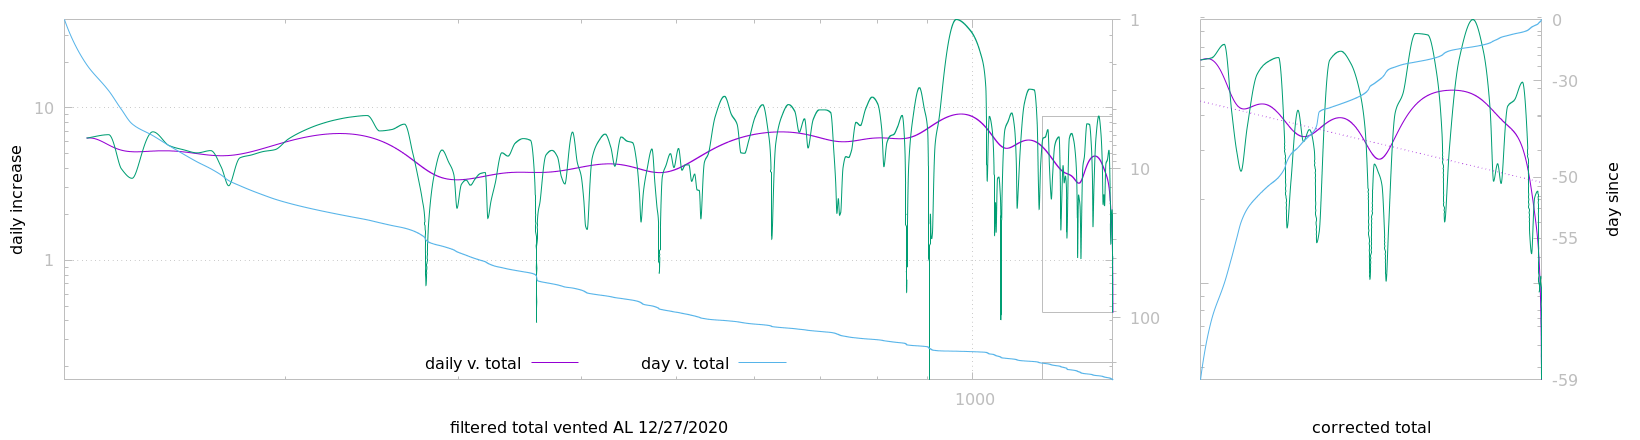 1
0
10
-30
daily increase
10
-50
day since
1
-55
100
daily v. total
day v. total
-59
1000
filtered total vented AL 12/27/2020
corrected total